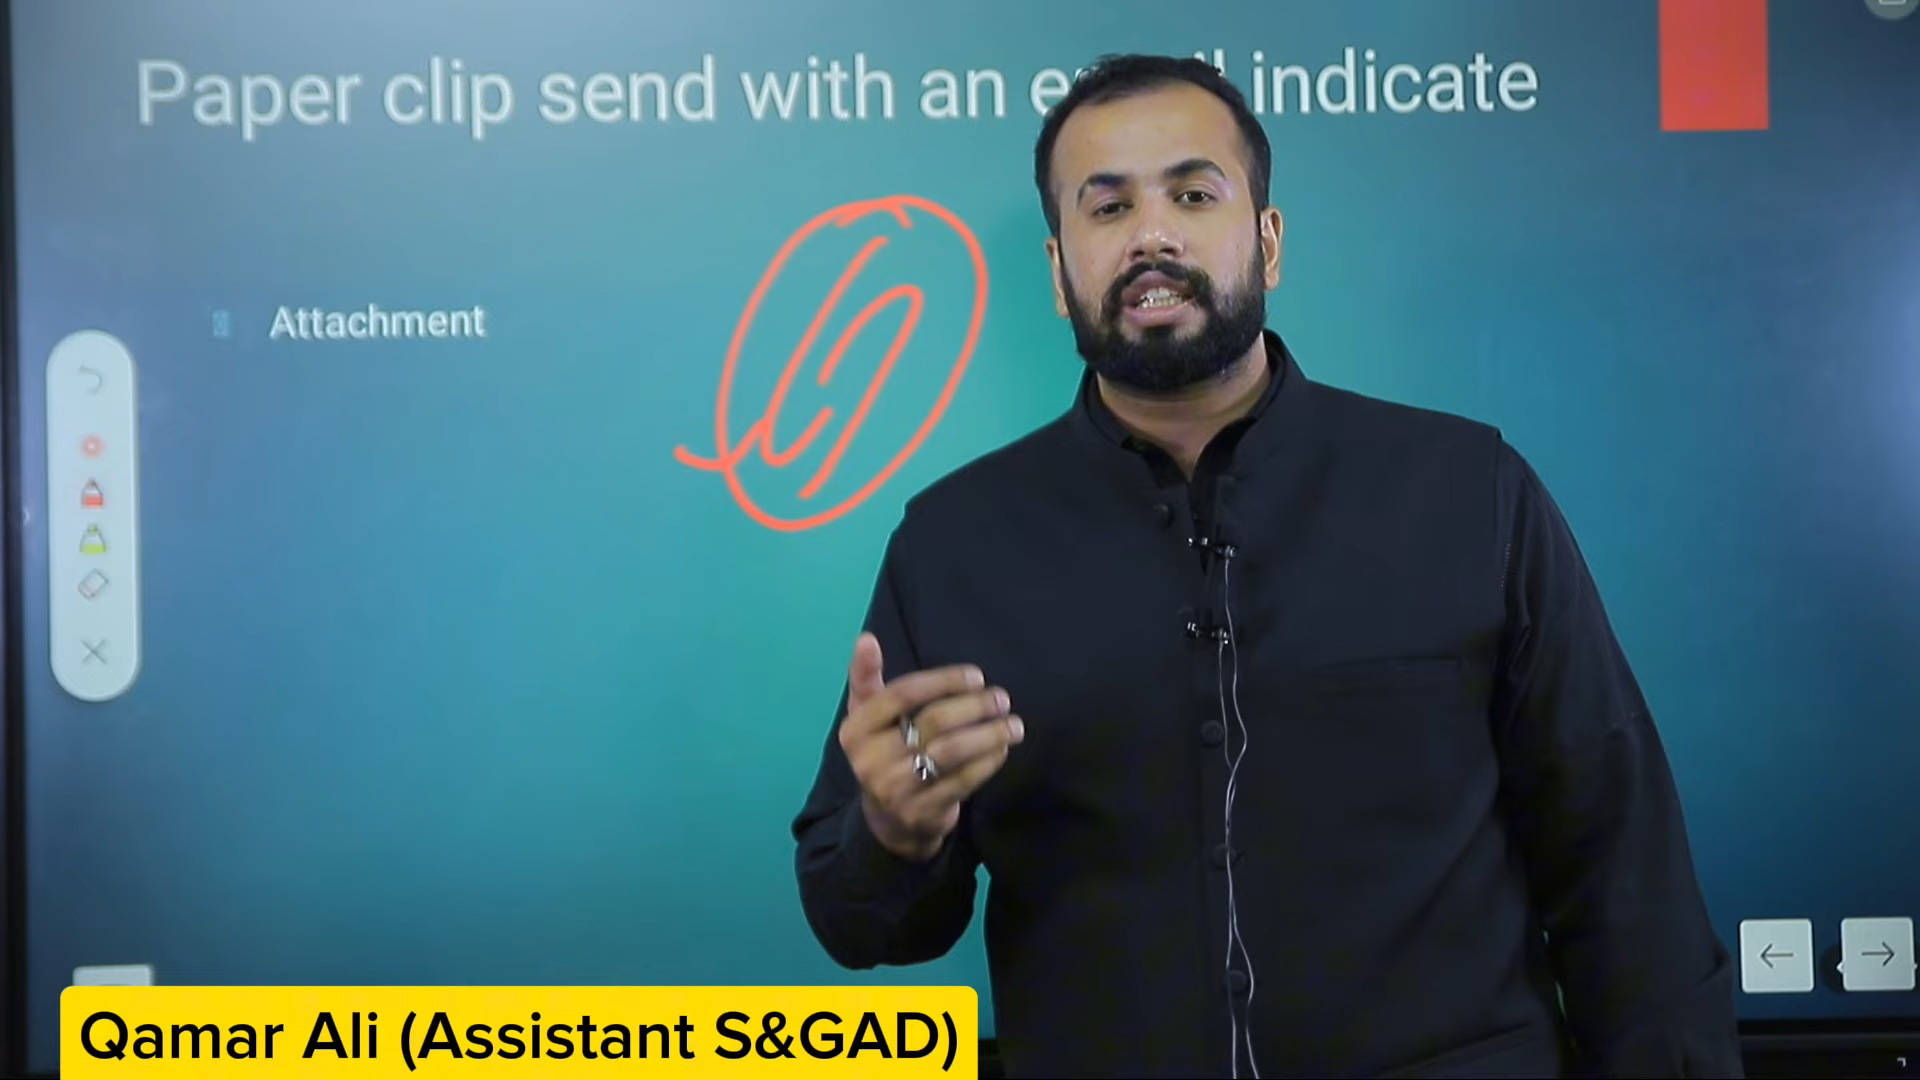 Paper clip send with an indicate
Attachment
Qamar Ali (Assistant S&GAD)